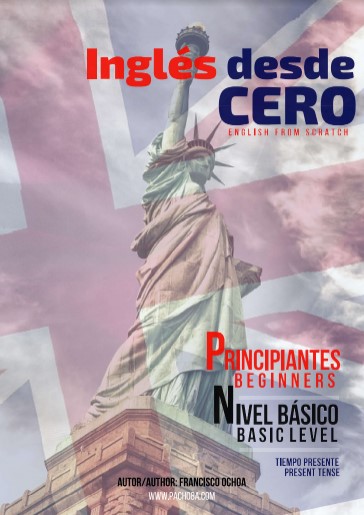 Inglés desde
CERO
ENGLISH FROM SCRATCH
PRINCIPIANTES
BEGINNERS
NIVEL BÁSICO
BASIC LEVEL
TIEMPO PRESENTE
PRESENT TENSE
AUTOR/AUTHOR: FRANCISCO OCHOA
WWW.PACHO8A.COM